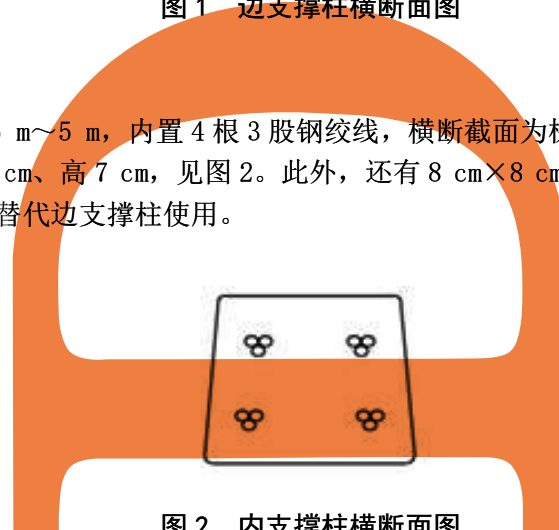 图 1 边支撑柱横断面图
m～5 m，内置 4 根 3 股钢绞线，横断截面为
cm、高 7 cm，见图 2。此外，还有 8 cm×8 cm
替代边支撑柱使用。
图 2 内支撑柱横断面图